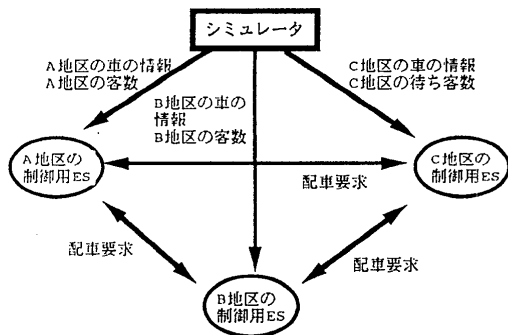 シミュレータ
A地区の車の情報
A地区の客数
B地区の車の
情報
B地区の客数
C地区の車の情報
C地区の待ち客数
A地区の
制御用ES
C地区の
制御用ES
配車要求
配車要求
配車要求
B地区の
制御用ES